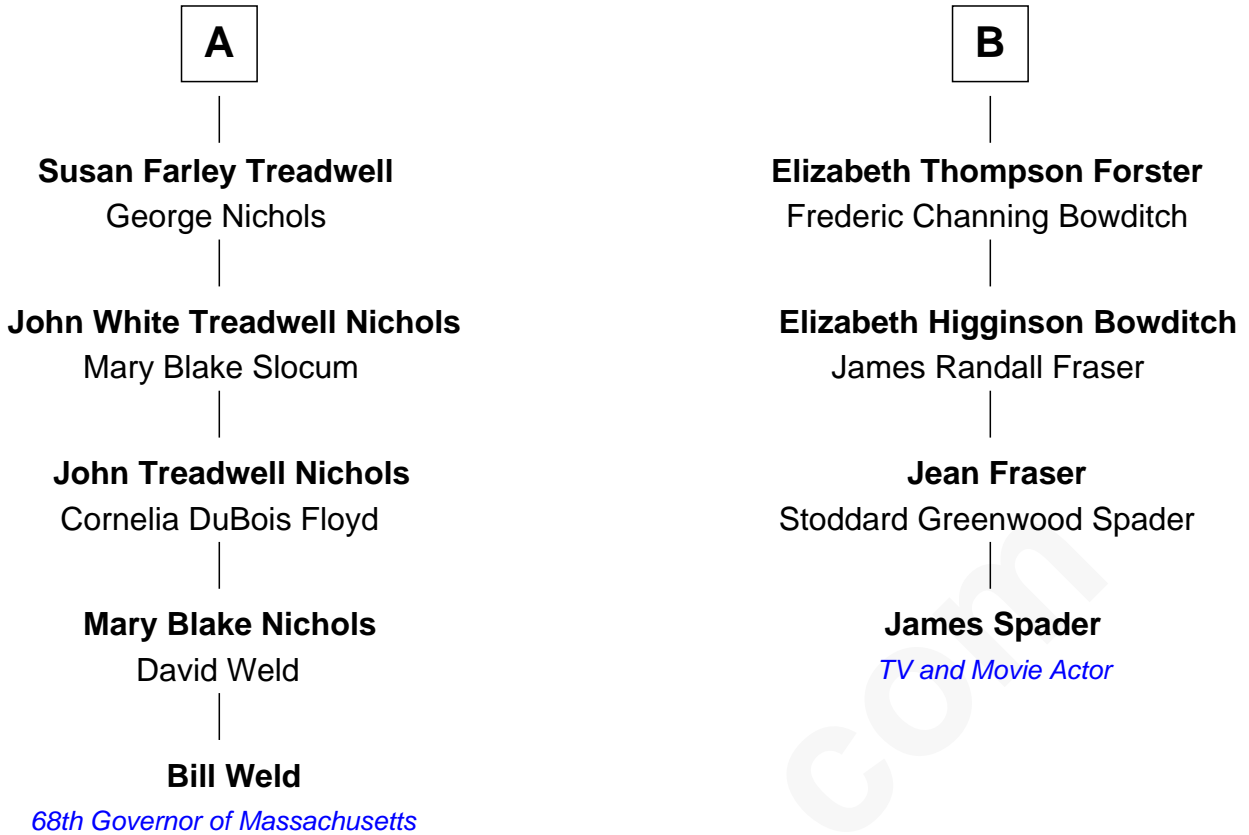 A
B
Susan Farley Treadwell
George Nichols
Elizabeth Thompson Forster
Frederic Channing Bowditch
John White Treadwell Nichols
Mary Blake Slocum
Elizabeth Higginson Bowditch
James Randall Fraser
John Treadwell Nichols
Cornelia DuBois Floyd
Jean Fraser
Stoddard Greenwood Spader
Mary Blake Nichols
David Weld
James Spader
TV and Movie Actor
Bill Weld
68th Governor of Massachusetts
com